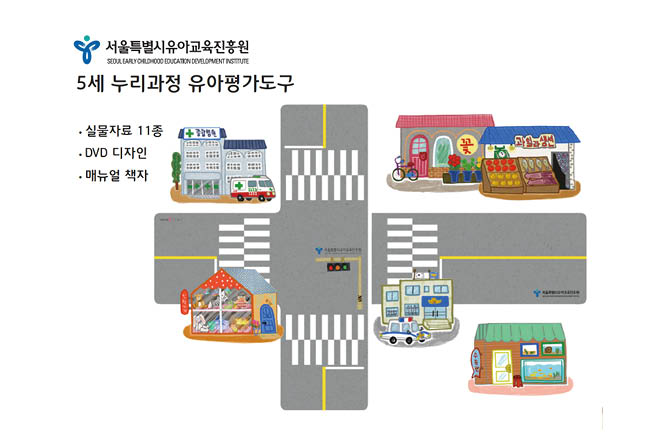 서울특별시유아교육진흥원
SEOUL EARLY CHILDHOOD EDUCATION DEVELOPMENT INSTITUTE
5세 누리과정 유아평가도구
• 실물자료 11종
• DVD 디자인
• 매뉴얼 책자
종합병원
꽃
과일과 생선
서울특별시유아교육진흥원
서울특별시유아교육진흥원